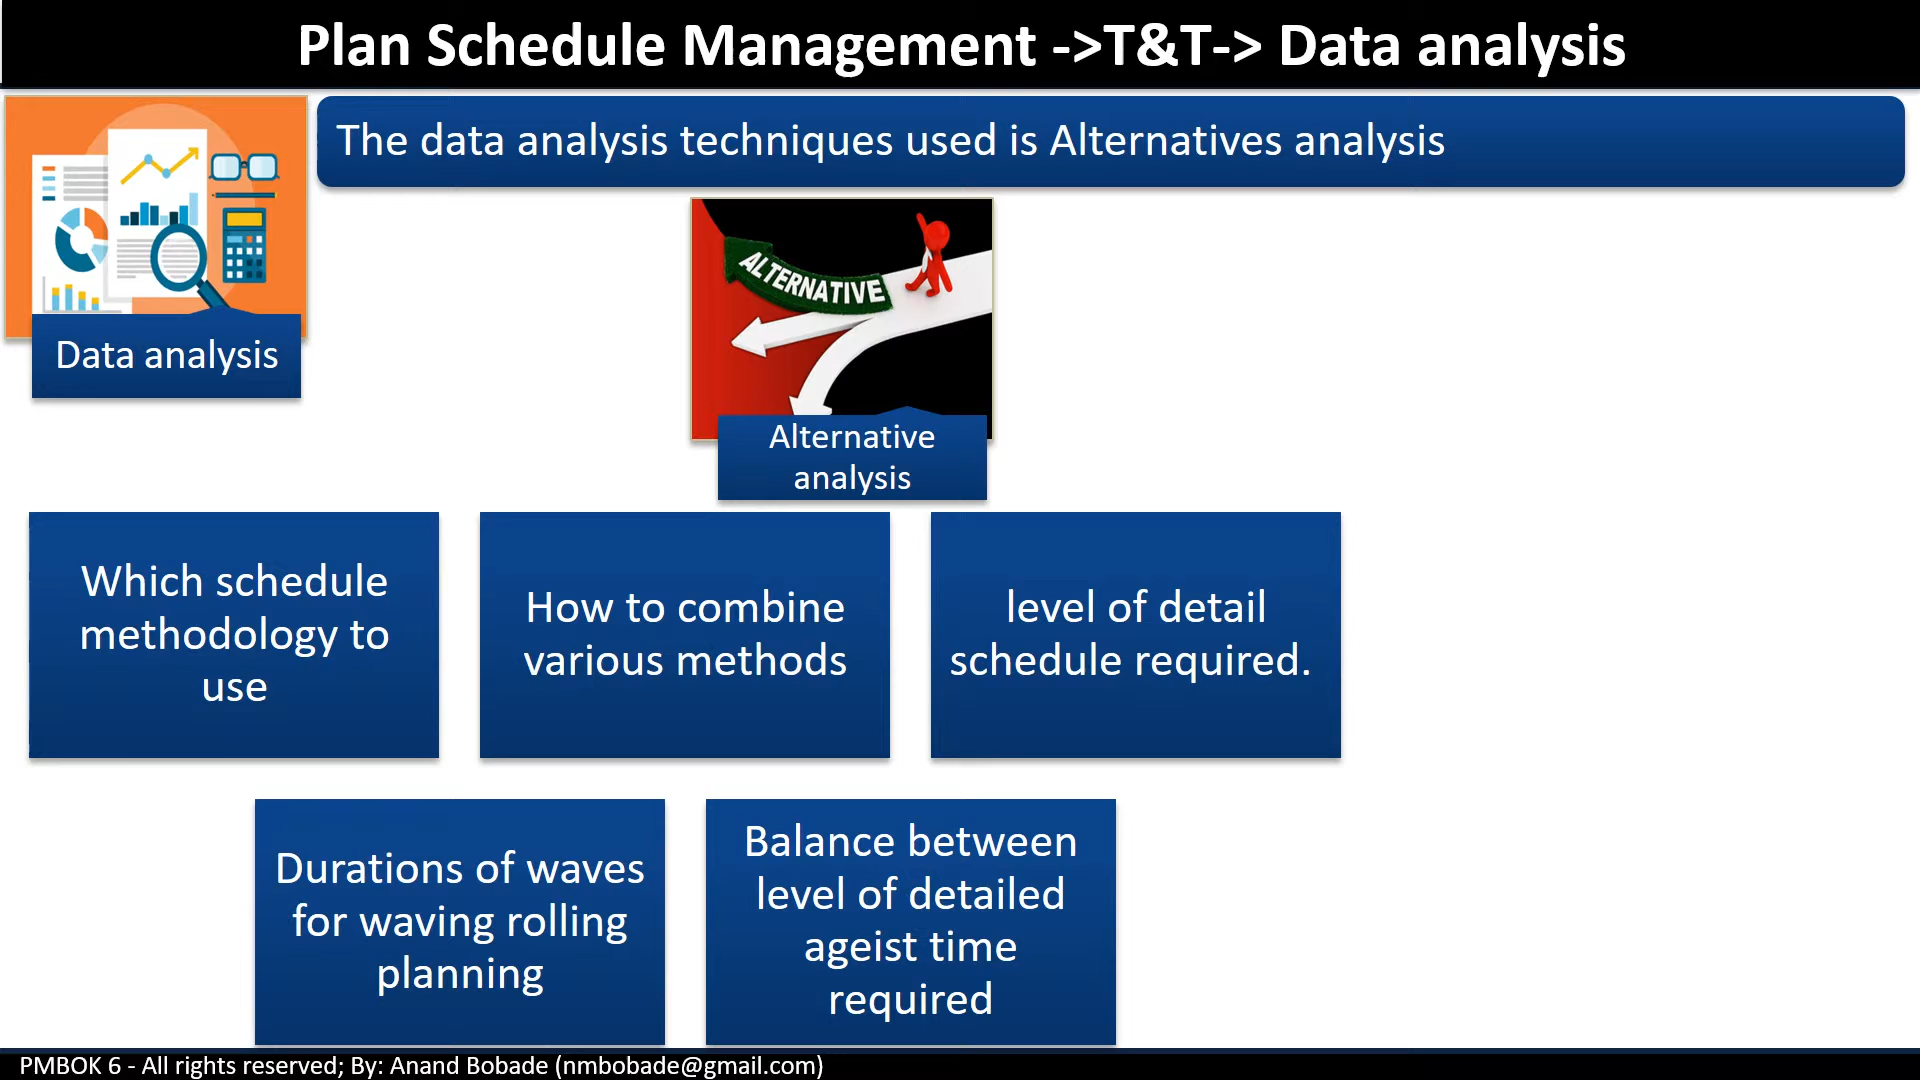 Plan Schedule Management ->T&T-> Data analysis
The data analysis techniques used is Alternatives analysis
Data analysis
ALTERNATIVE
Alternative
analysis
Which schedule
methodology to
use
How to combine
various methods
level of detail
schedule required.
Durations of waves
for waving rolling
planning
Balance between
level of detailed
ageist time
required
PMBOK 6 - All rights reserved; By: Anand Bobade (nmbobade@gmail.com)